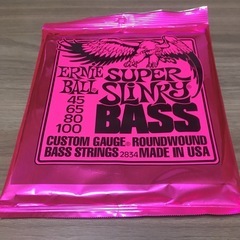 ERNIE BALL
SUPER SLINKY
45
65
80
100
BASS
CUSTOM GAUGE ROUNDWOUND
BASS STRINGS 2834 MADE IN USA